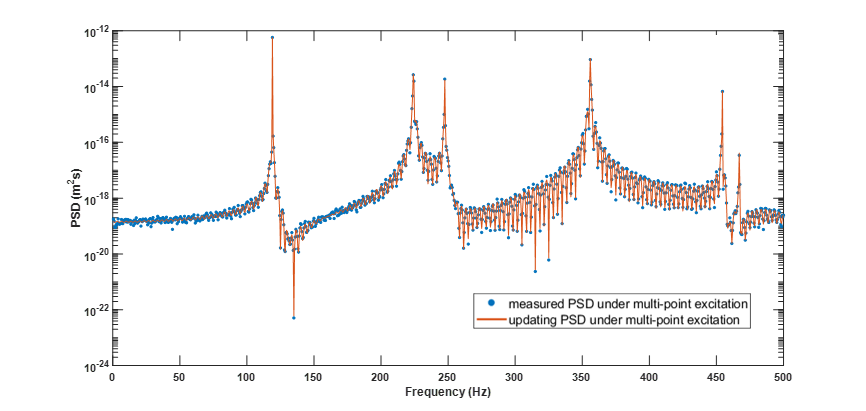 10^-12
10^-14
10^-16
10^-18
10^-20
10^-22
10^-24
PSD (m²s)
measured PSD under multi-point excitation
updating PSD under multi-point excitation
0 50 100 150 200 250 300 350 400 450 500
Frequency (Hz)